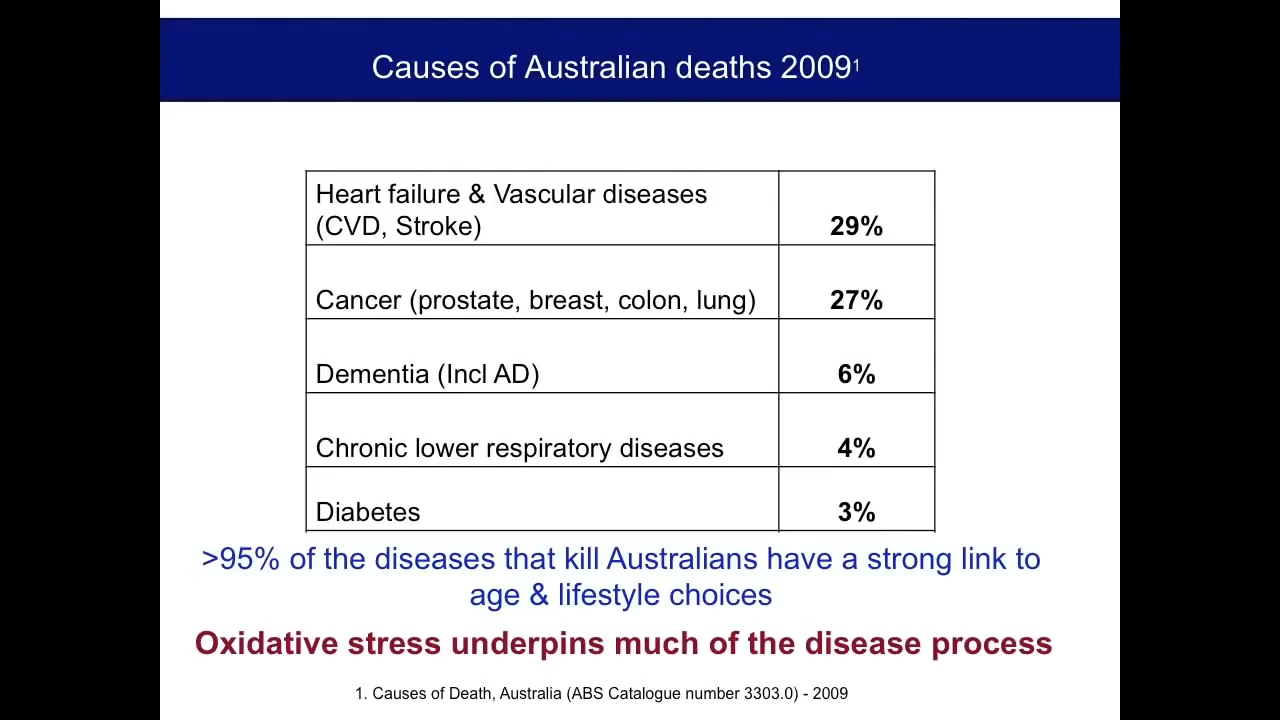 Causes of Australian deaths 2009¹
Heart failure & Vascular diseases
(CVD, Stroke)
29%
Cancer (prostate, breast, colon, lung)
27%
Dementia (Incl AD)
6%
Chronic lower respiratory diseases
4%
Diabetes
3%
>95% of the diseases that kill Australians have a strong link to
age & lifestyle choices
Oxidative stress underpins much of the disease process
1. Causes of Death, Australia (ABS Catalogue number 3303.0) - 2009